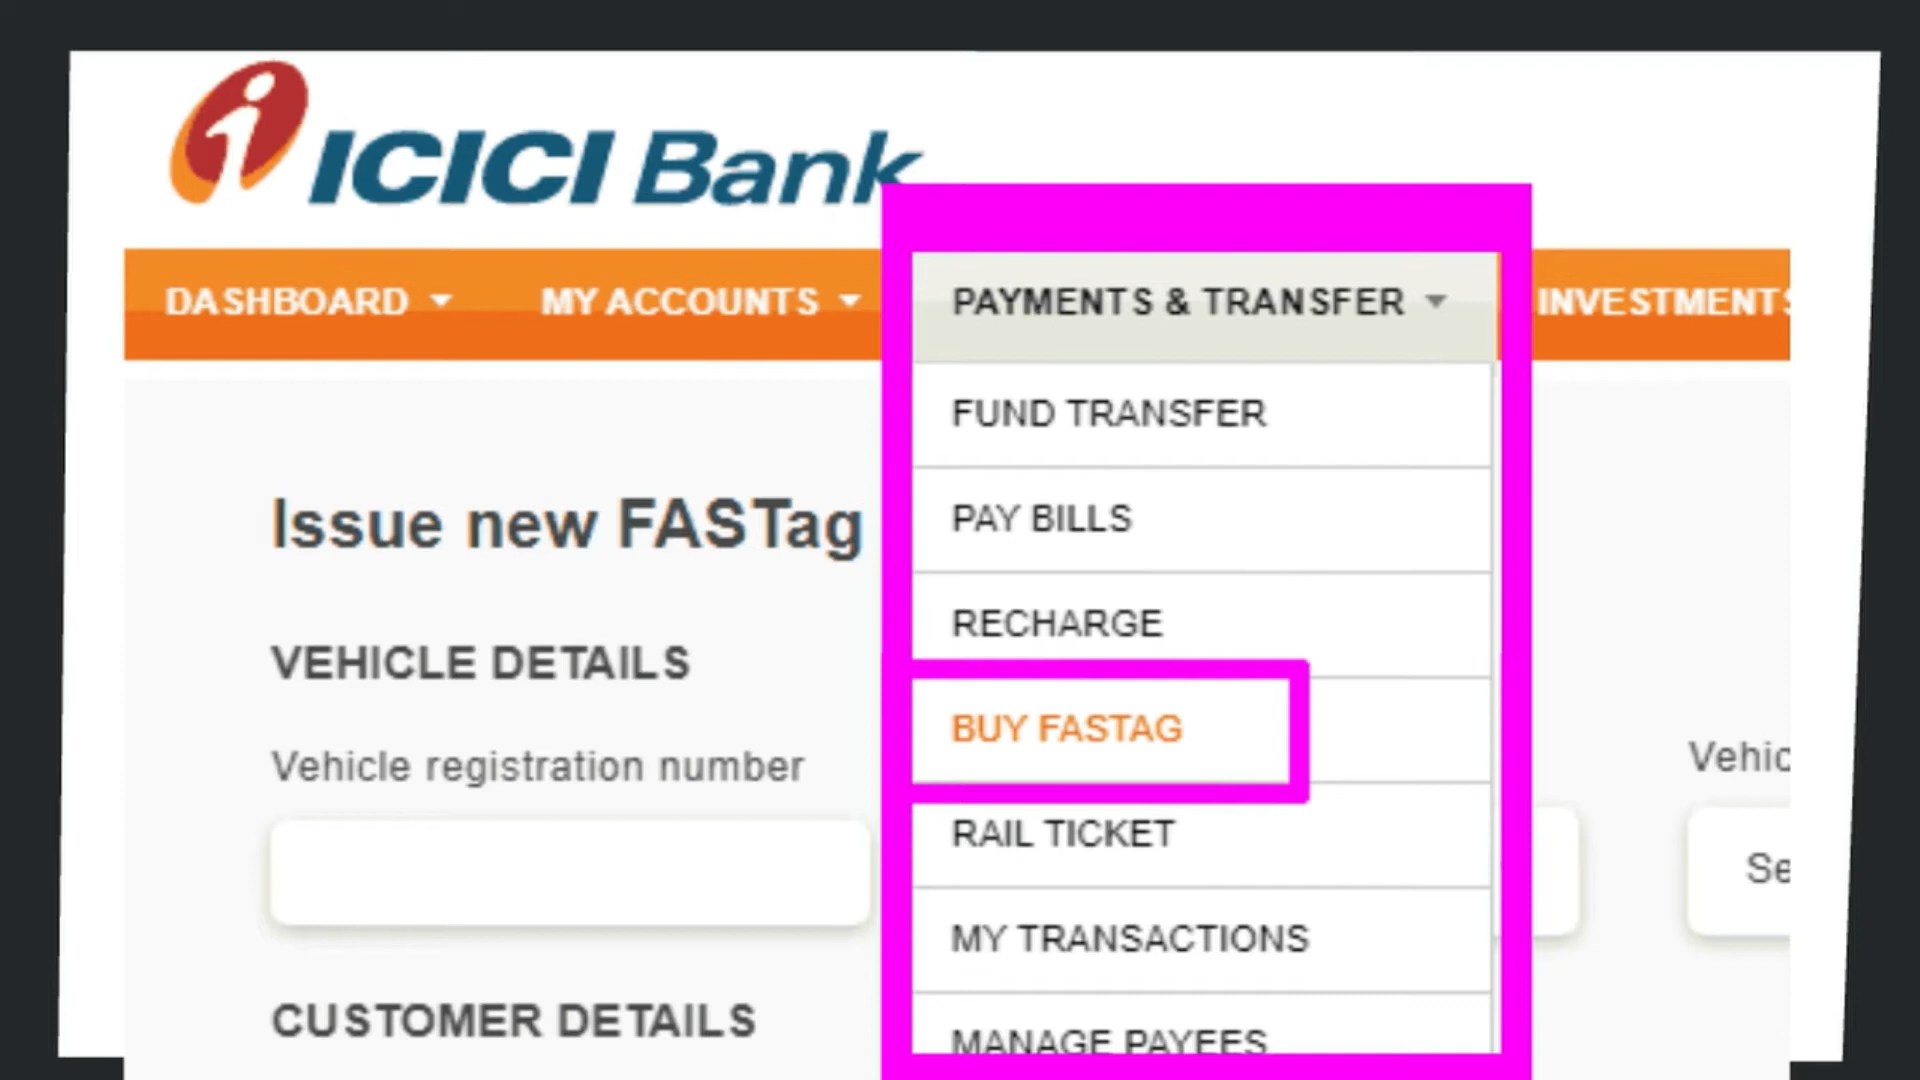 i ICICI Bank
DASHBOARD MY ACCOUNTS PAYMENTS & TRANSFER INVESTMENTS
FUND TRANSFER
PAY BILLS
RECHARGE
BUY FASTAG
RAIL TICKET
MY TRANSACTIONS
MANAGE PAYEES
Issue new FASTag
VEHICLE DETAILS
Vehicle registration number
CUSTOMER DETAILS